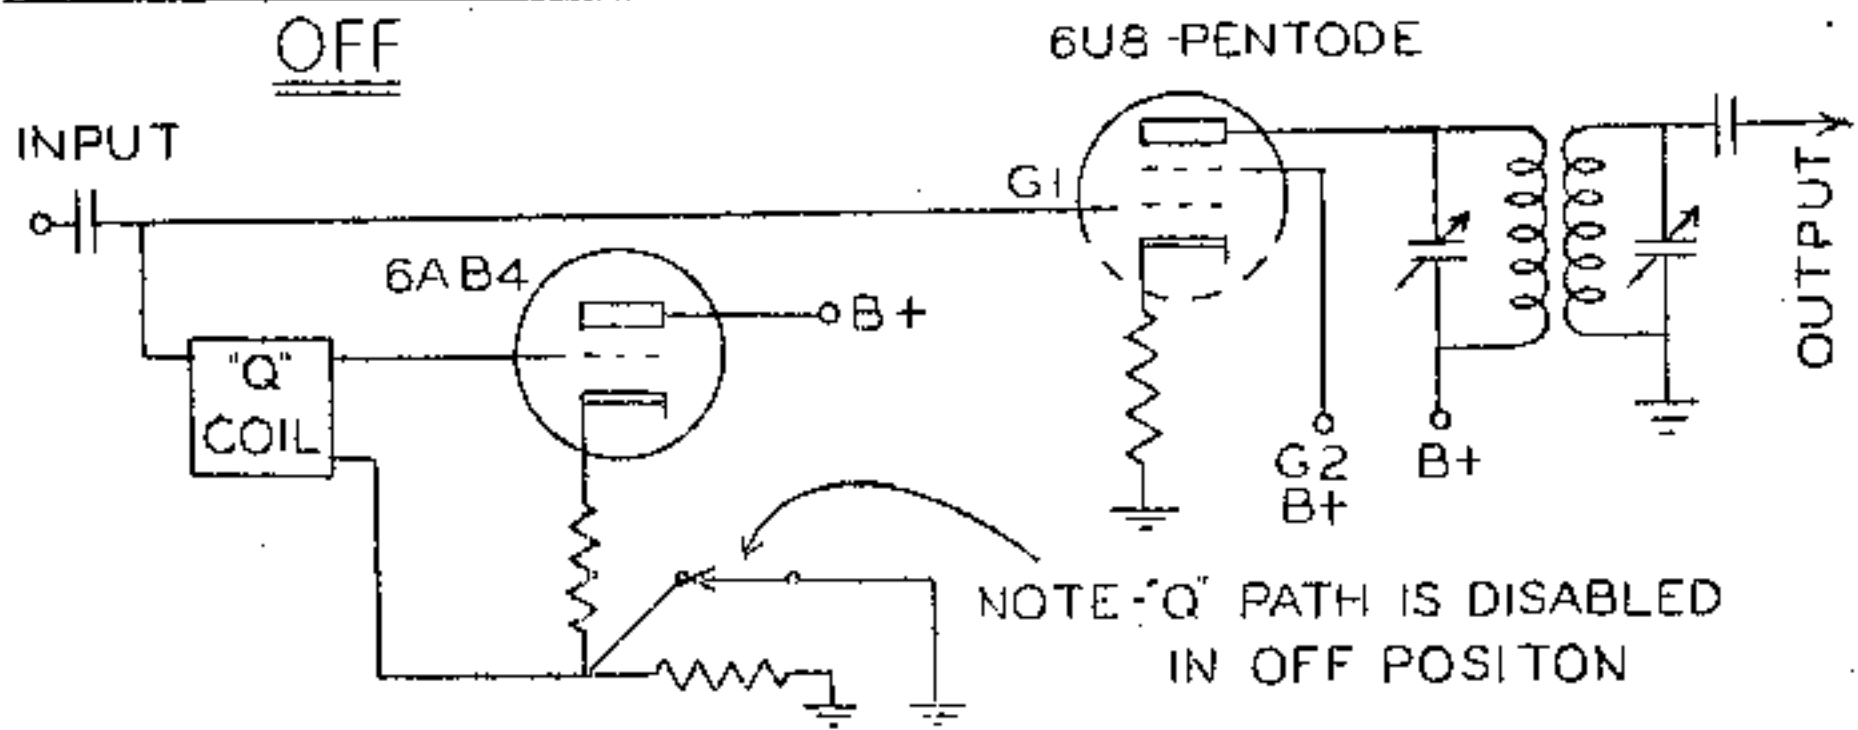 OFF
6U8-PENTODE
INPUT
G1
6AB4
B+
"Q"
COIL
OUTPUT
G2
B+
B+
NOTE-"Q" PATH IS DISABLED
IN OFF POSITON